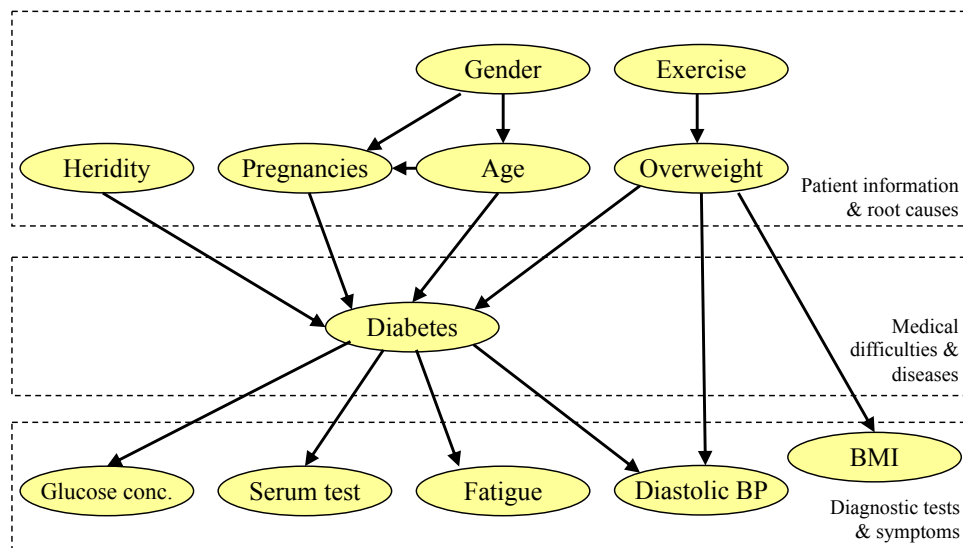 Gender
Exercise
Heridity
Pregnancies
Age
Overweight
Patient information
& root causes
Diabetes
Medical
difficulties &
diseases
Glucose conc.
Serum test
Fatigue
Diastolic BP
BMI
Diagnostic tests
& symptoms